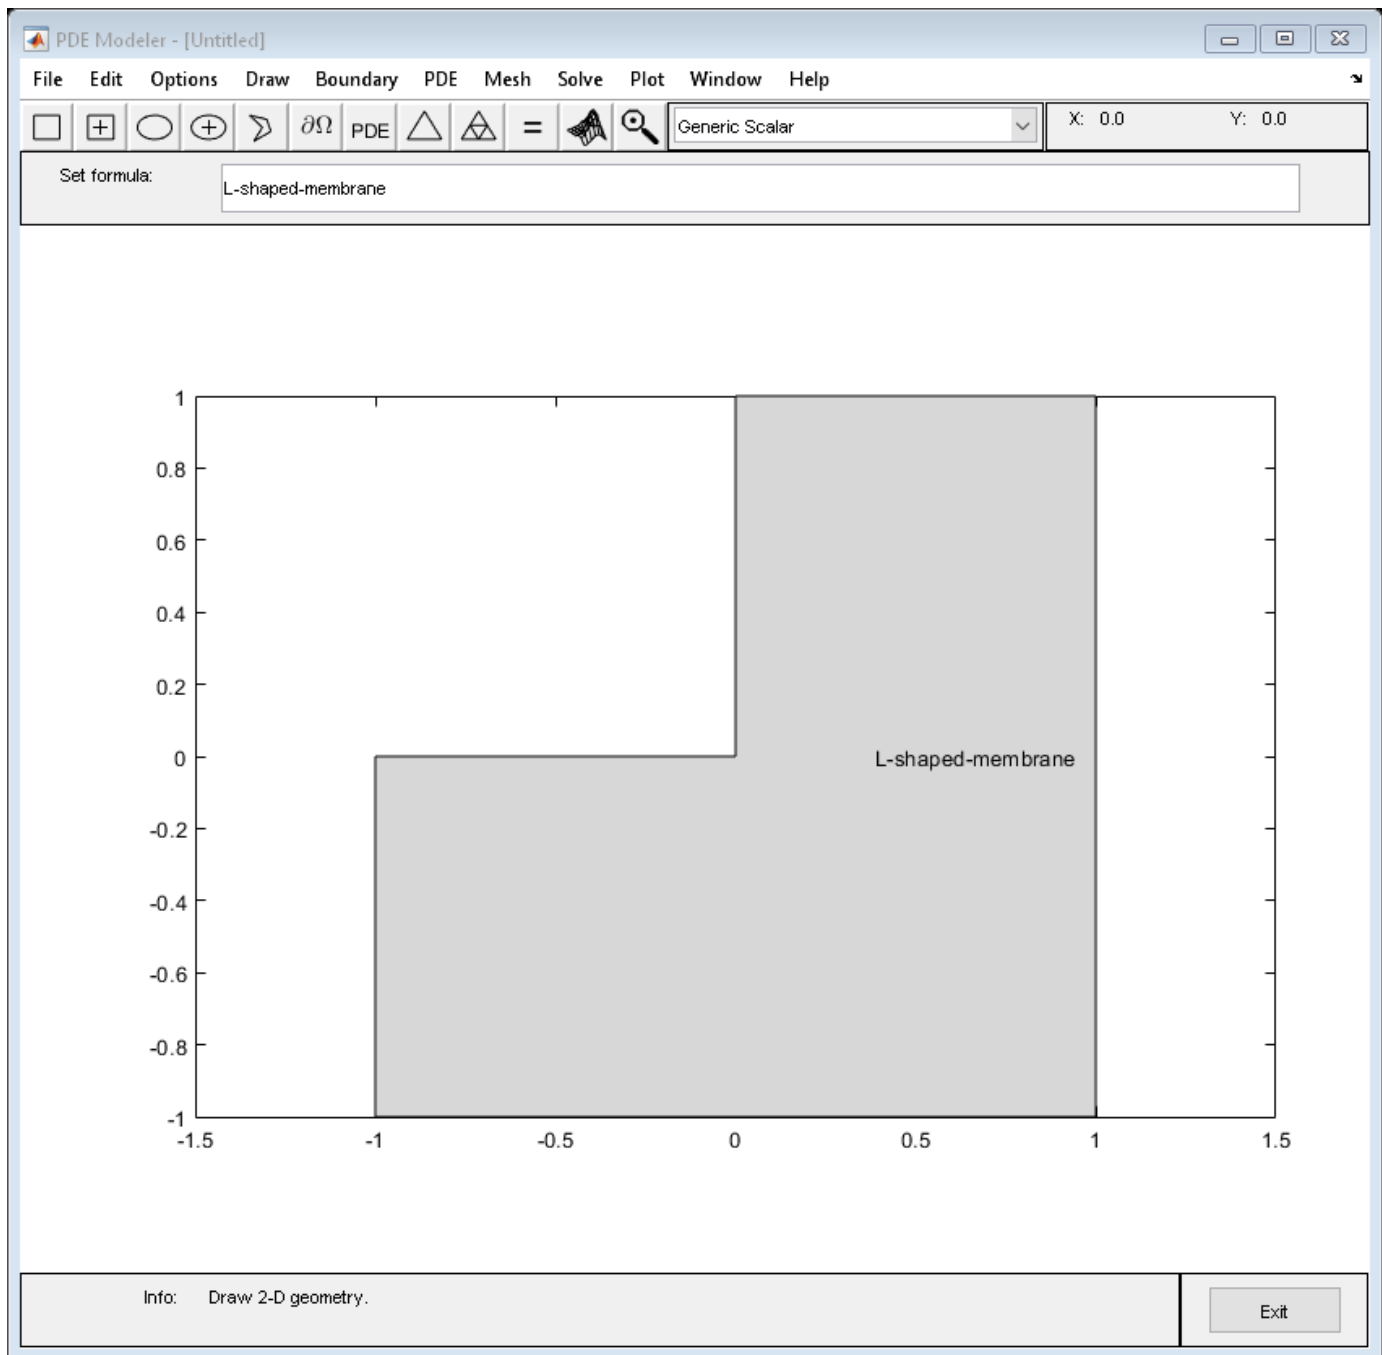 PDE Modeler - [Untitled]
File Edit Options Draw Boundary PDE Mesh Solve Plot Window Help
∂Ω PDE = Generic Scalar X: 0.0 Y: 0.0
Set formula: L-shaped-membrane
1
0.8
0.6
0.4
0.2
0
L-shaped-membrane
-0.2
-0.4
-0.6
-0.8
-1
-1.5 -1 -0.5 0 0.5 1 1.5
Info: Draw 2-D geometry. Exit